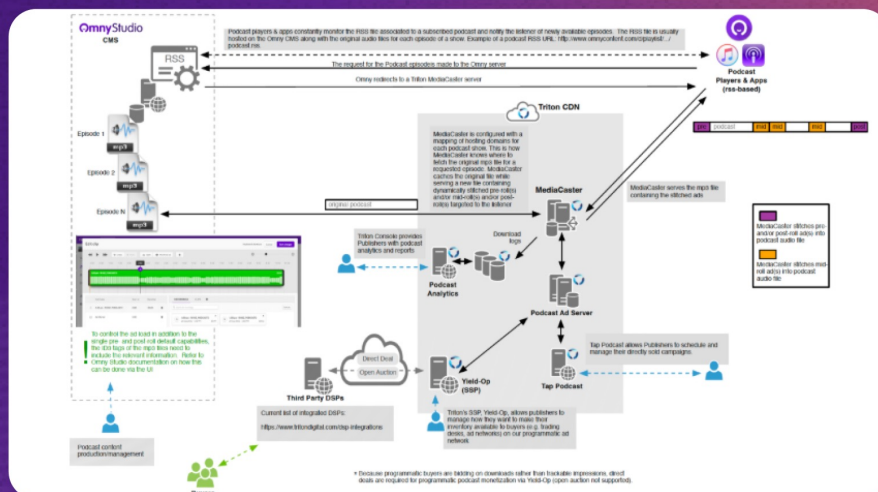 OmnyStudio
CMS
RSS
Podcast players & apps constantly monitor the RSS file associated to a subscribed podcast and notify the listener of newly available episodes. The RSS file is usually
hosted on the Omny CMS along with the original audio files for each episode of a show. Example of a podcast RSS URL,
podcast.rss.
The request for the Podcast episodes made to the Omny server
Omny redirects to a Triton MediaCaster server
Podcast
Players & Apps
(rss-based)
Triton CDN
pre
podcast
mid
mid
mid
post
Episode 1
mp3
Episode 2
mp3
Episode N
mp3
MediaCaster is configured with a
mapping of hosting domains for
each podcast show. This is how
MediaCaster knows where to
fetch the original mp3 file for a
requested episode. MediaCaster
caches the original file while
serving a new file containing
dynamically stitched pre-roll(s)
and/or mid-roll(s) and/or post-
roll(s) targeted to the listener
MediaCaster
MediaCaster serves the mp3 file
containing the stitched ads
original podcast
MediaCaster stitches pre-
and/or post-roll ad(s) into
podcast audio file
MediaCaster stitches mid-
roll ad(s) into podcast
audio file
Download
logs
Triton Console provides
Publishers with podcast
analytics and reports
Podcast
Analytics
Podcast Ad Server
To control the ad load in addition to the
single pre- and post roll default capabilities,
the ID3 tags of the mp3 files need to
include the relevant information. Refer to
Omny Studio documentation on how this
can be done via the UI
Direct Deal
Open Auction
Third Party DSPs
Yield-Op
(SSP)
Tap Podcast
Tap Podcast allows Publishers to schedule and
manage their directly sold campaigns
Current list of integrated DSPs:
https://www.tritondigital.com/dsp-integrations
Triton's SSP, Yield-Op, allows publishers to
manage how they want to make their
inventory available to buyers (e.g. trading
desks, ad networks) on our programmatic ad
network
Podcast content
production/management
* Because programmatic buyers are bidding on downloads rather than trackable impressions, direct
deals are required for programmatic podcast monetization via Yield-Op (open auction not supported).